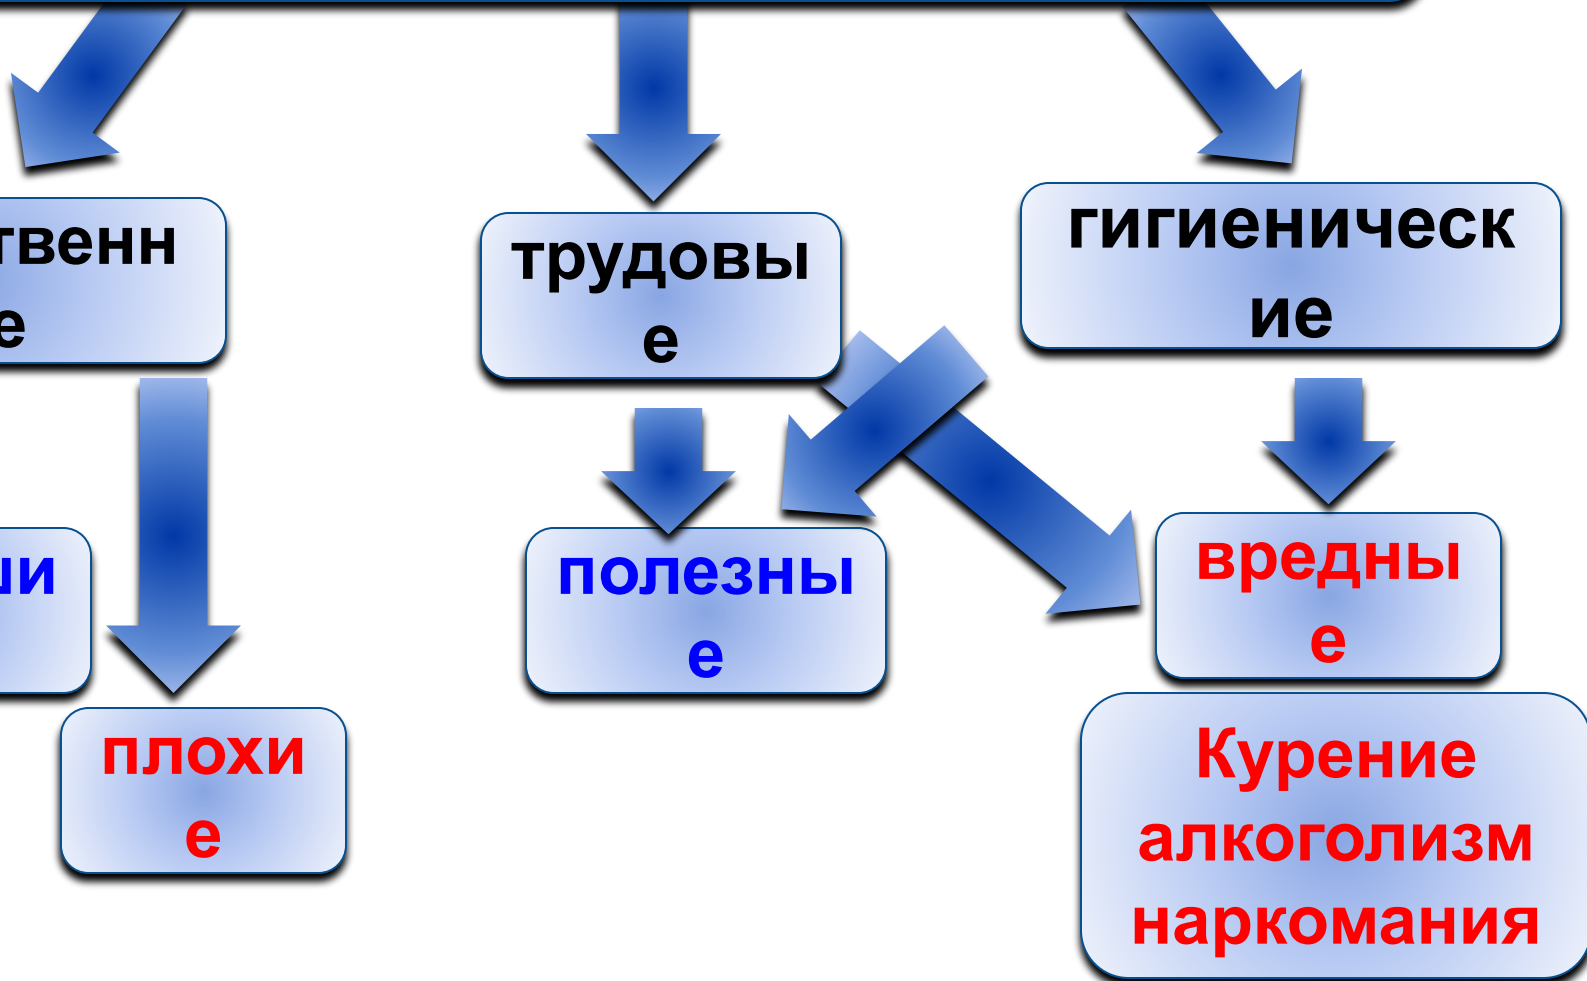 твенн
е
трудовы
е
гигиеническ
ие
ши
полезны
е
вредны
е
плохи
е
Курение
алкоголизм
наркомания